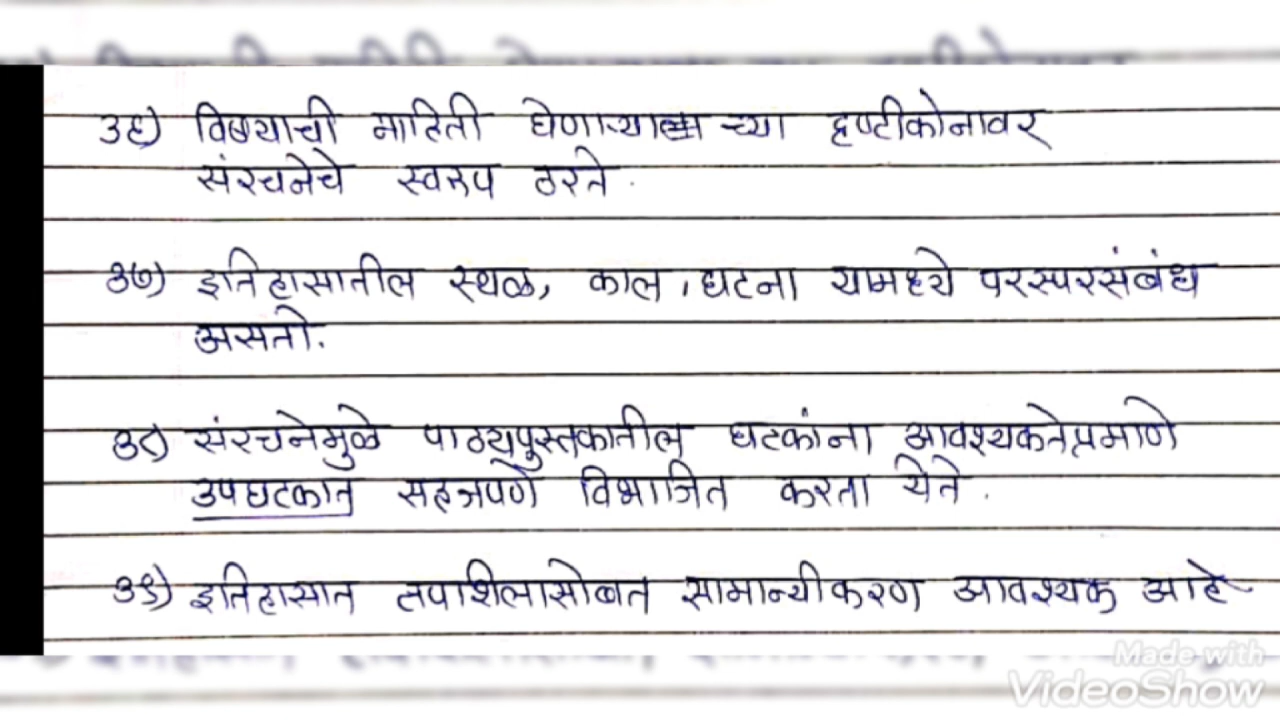 ३६) विषयाची माहिती घेणाऱ्या च्या दृष्टीकोनावर
संरचनेचे स्वरुप ठरते.
३७) इतिहासातील स्थळ, काल, घटना यामध्ये परस्परसंबंध
असतो.
३८) संरचनेमुळे पाठ्यपुस्तकातील घटकांना आवश्यकतेप्रमाणे
उपघटकात सहजपणे विभाजित करता येते.
३९) इतिहासात तपाशिलासोबत सामान्यीकरण आवश्यक आहे
Made with
VideoShow